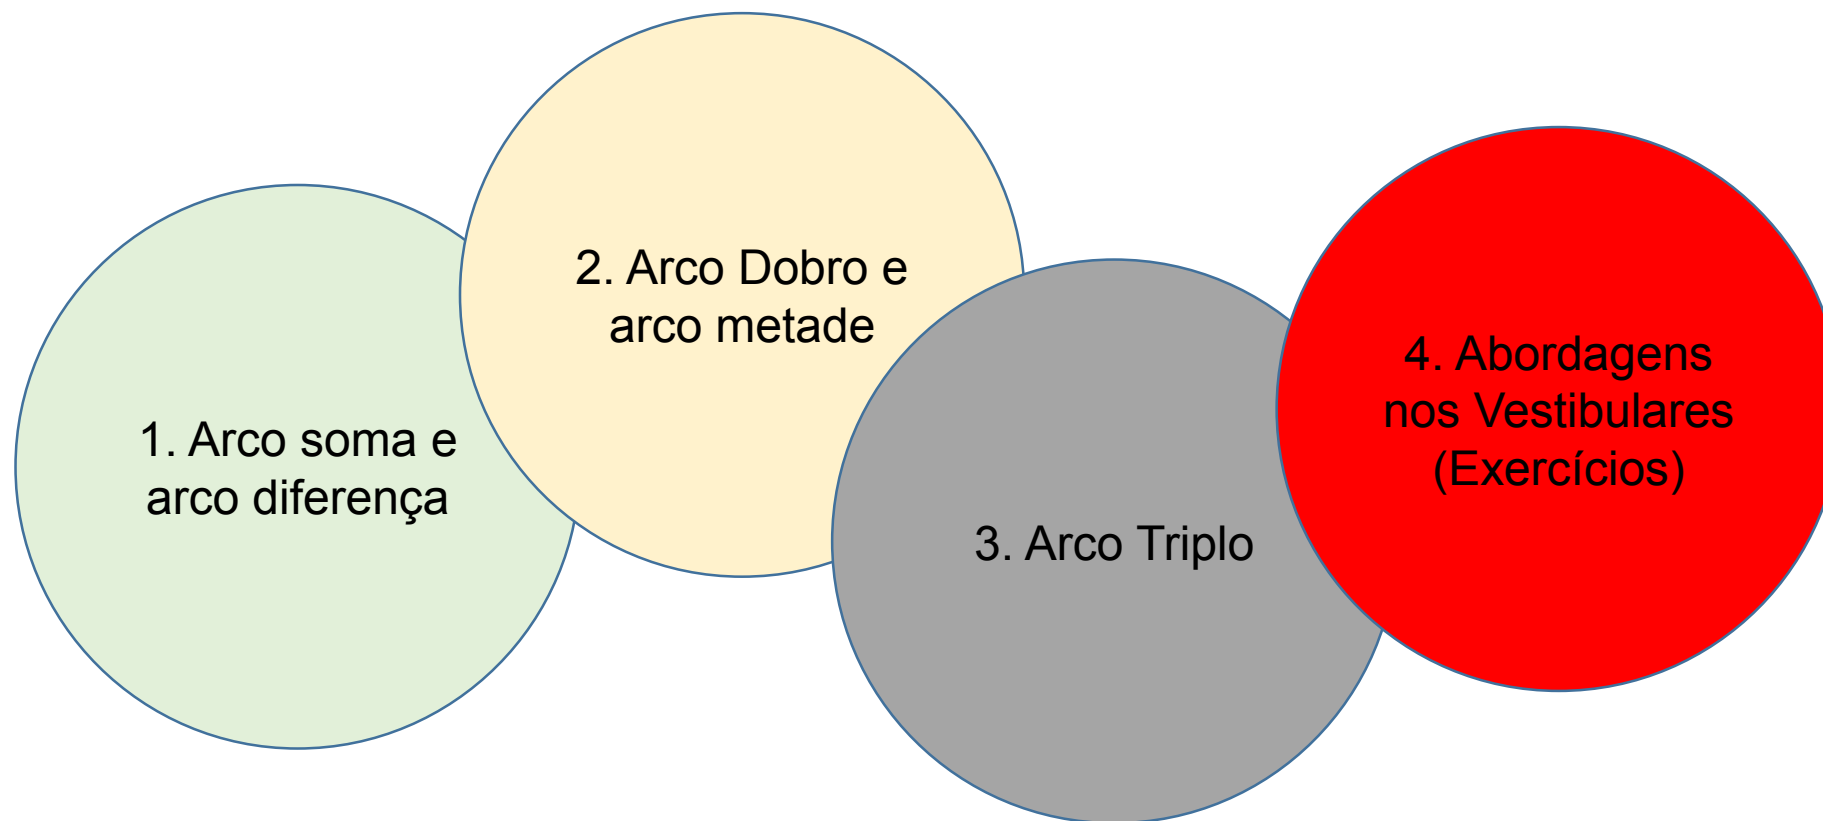 1. Arco soma e
arco diferença
2. Arco Dobro e
arco metade
3. Arco Triplo
4. Abordagens
nos Vestibulares
(Exercícios)